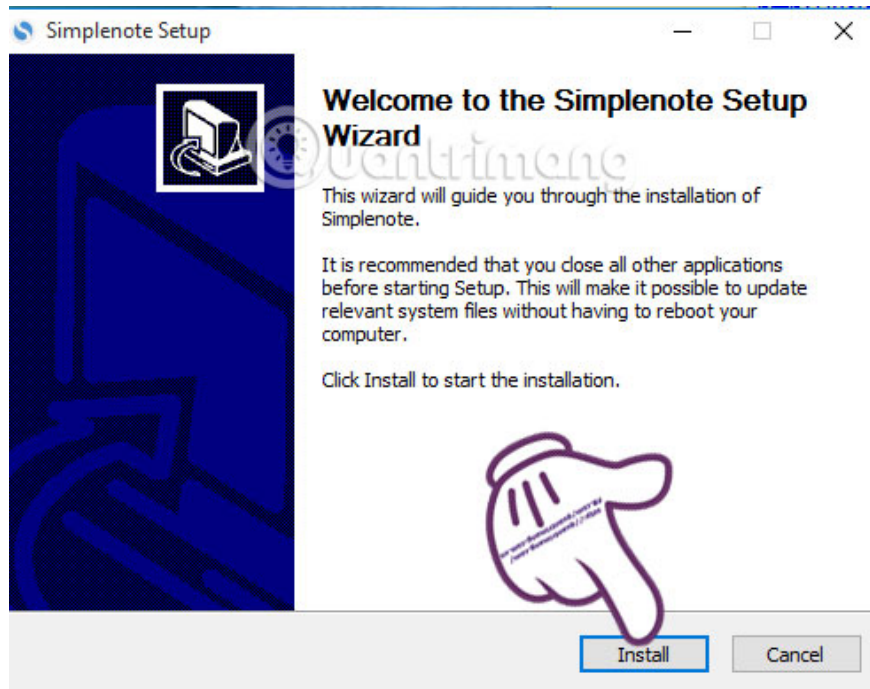 Simplenote Setup
Welcome to the Simplenote Setup
Wizard
Quantrimang
This wizard will guide you through the installation of
Simplenote.
It is recommended that you close all other applications
before starting Setup. This will make it possible to update
relevant system files without having to reboot your
computer.
Click Install to start the installation.
Install
Cancel